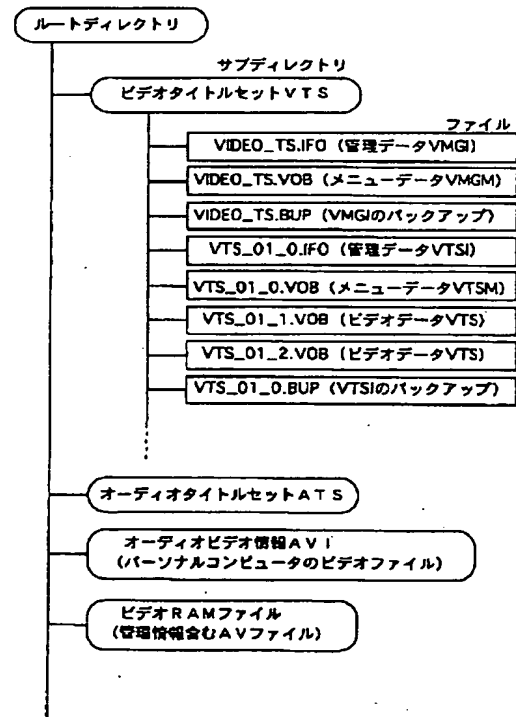 ルートディレクトリ
サブディレクトリ
ビデオタイトルセットVTS
ファイル
VIDEO_TS.IFO (管理データVMGI)
VIDEO_TS.VOB (メニューデータVMGM)
VIDEO_TS.BUP (VMGIのバックアップ)
VTS_01_0.IFO (管理データVTSI)
VTS_01_0.VOB (メニューデータVTSM)
VTS_01_1.VOB (ビデオデータVTS)
VTS_01_2.VOB (ビデオデータVTS)
VTS_01_0.BUP (VTSIのバックアップ)
オーディオタイトルセットATS
オーディオビデオ情報AVI
(パーソナルコンピュータのビデオファイル)
ビデオRAMファイル
(管理情報含むAVファイル)